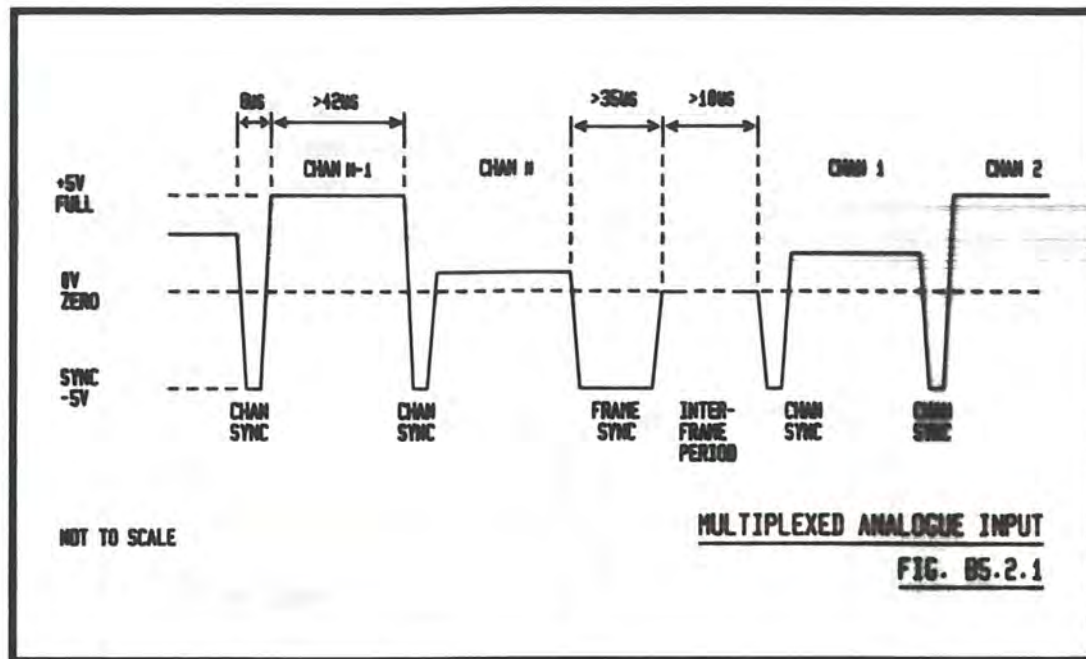 8US >42US >35US >10US
CHAN N-1 CHAN N CHAN 1 CHAN 2
+5V
FULL
0V
ZERO
SYNC
-5V
CHAN
SYNC
CHAN
SYNC
FRAME
SYNC
INTER-
FRAME
PERIOD
CHAN
SYNC
CHAN
SYNC
NOT TO SCALE
MULTIPLEXED ANALOGUE INPUT
FIG. B5.2.1